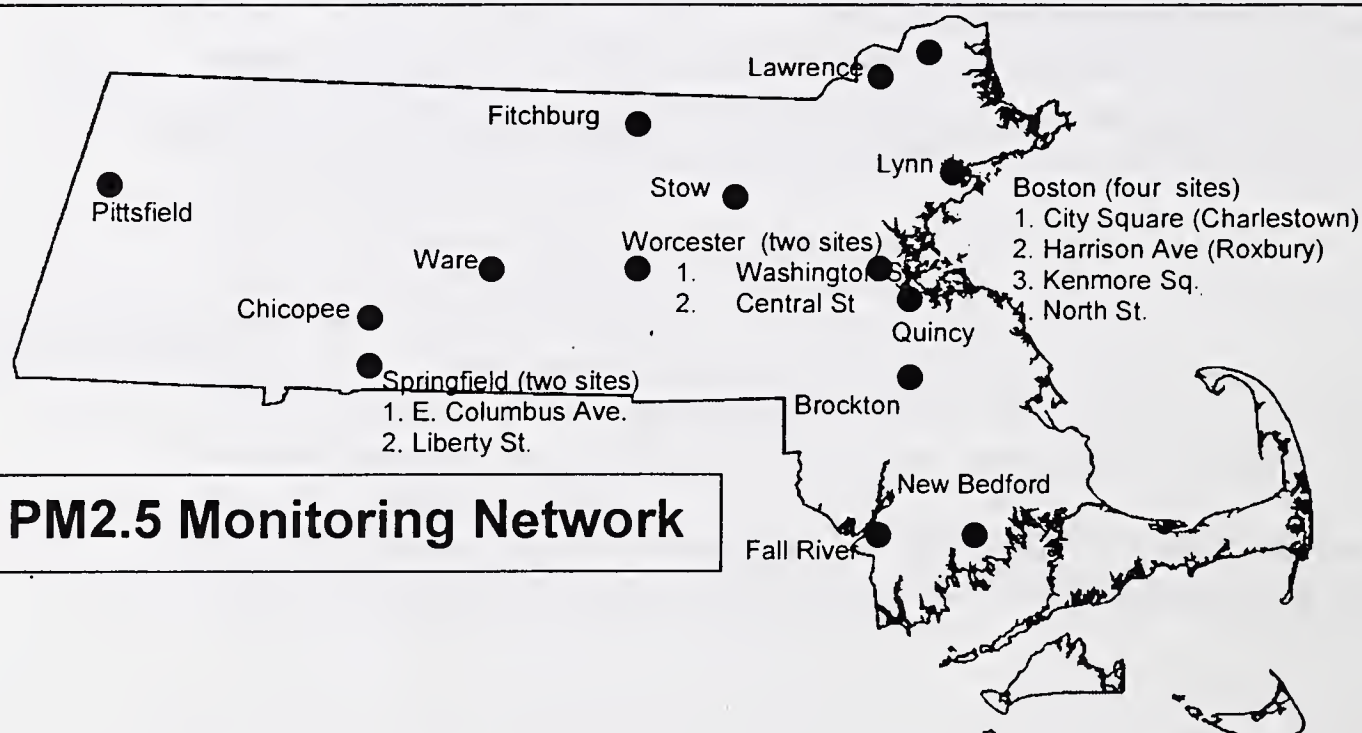 Lawrence
Fitchburg
Lynn
Stow
Pittsfield
Boston (four sites)
1. City Square (Charlestown)
2. Harrison Ave (Roxbury)
3. Kenmore Sq.
4. North St.
Worcester (two sites)
1. Washington S
2. Central St
Ware
Chicopee
Quincy
Springfield (two sites)
1. E. Columbus Ave.
2. Liberty St.
Brockton
PM2.5 Monitoring Network
New Bedford
Fall River